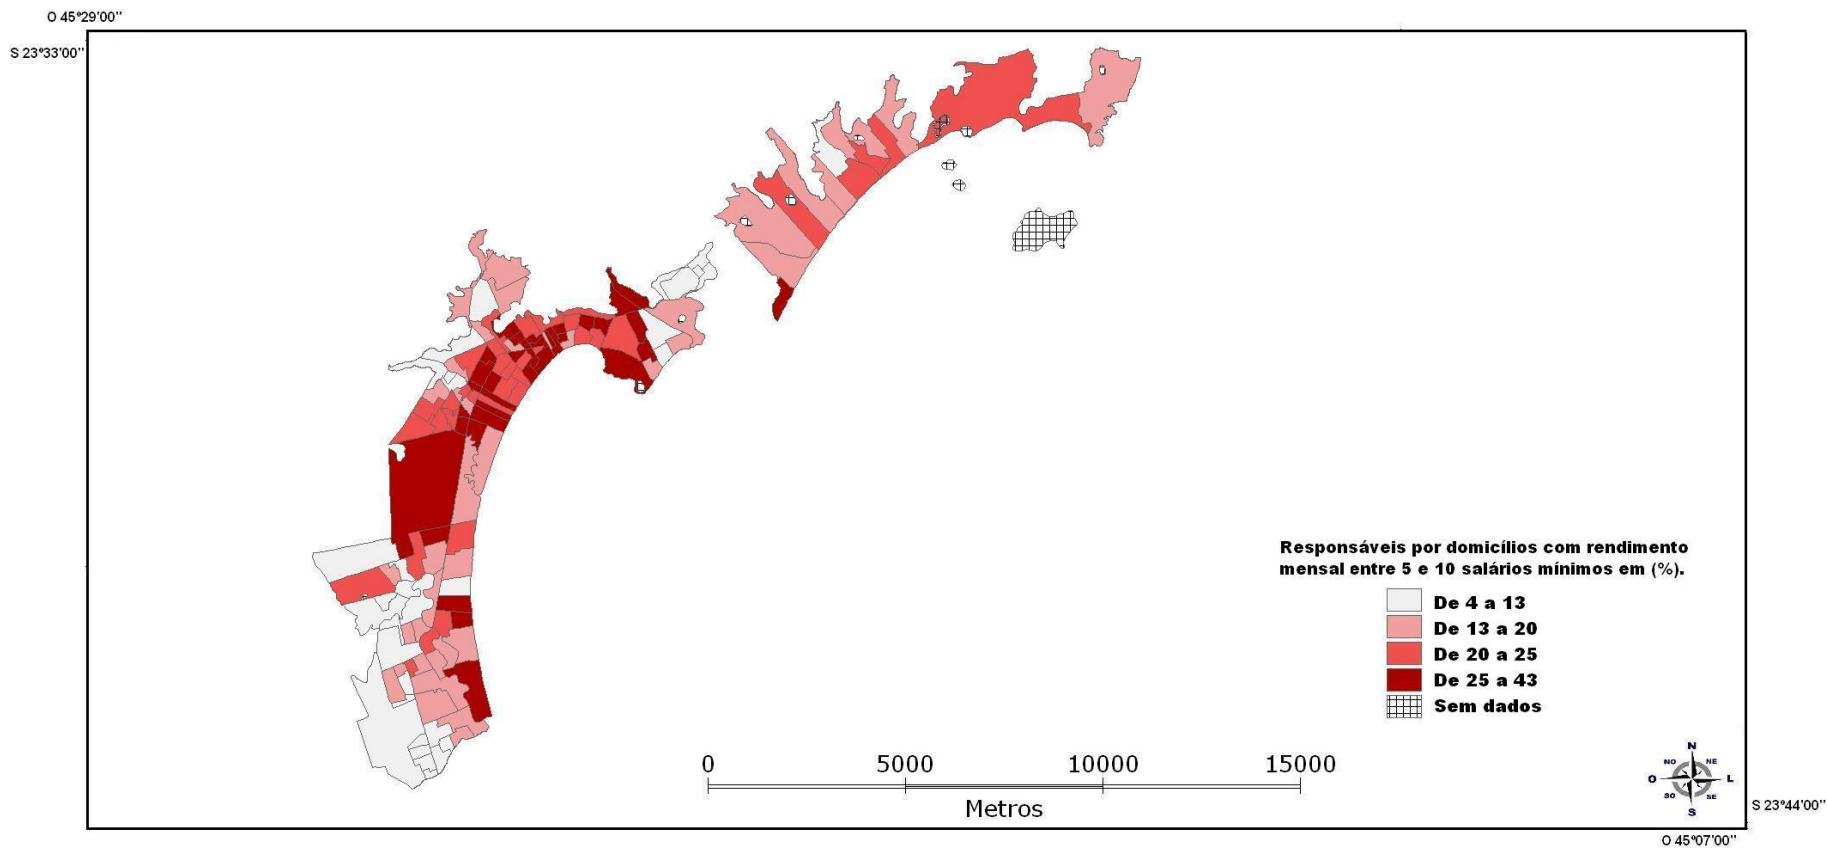 O 45°29'00''
S 23°33'00''
Responsáveis por domicílios com rendimento
mensal entre 5 e 10 salários mínimos em (%).
De 4 a 13
De 13 a 20
De 20 a 25
De 25 a 43
Sem dados
0 5000 10000 15000
Metros
N
NO NE
O L
SO SE
S
S 23°44'00''
O 45°07'00''